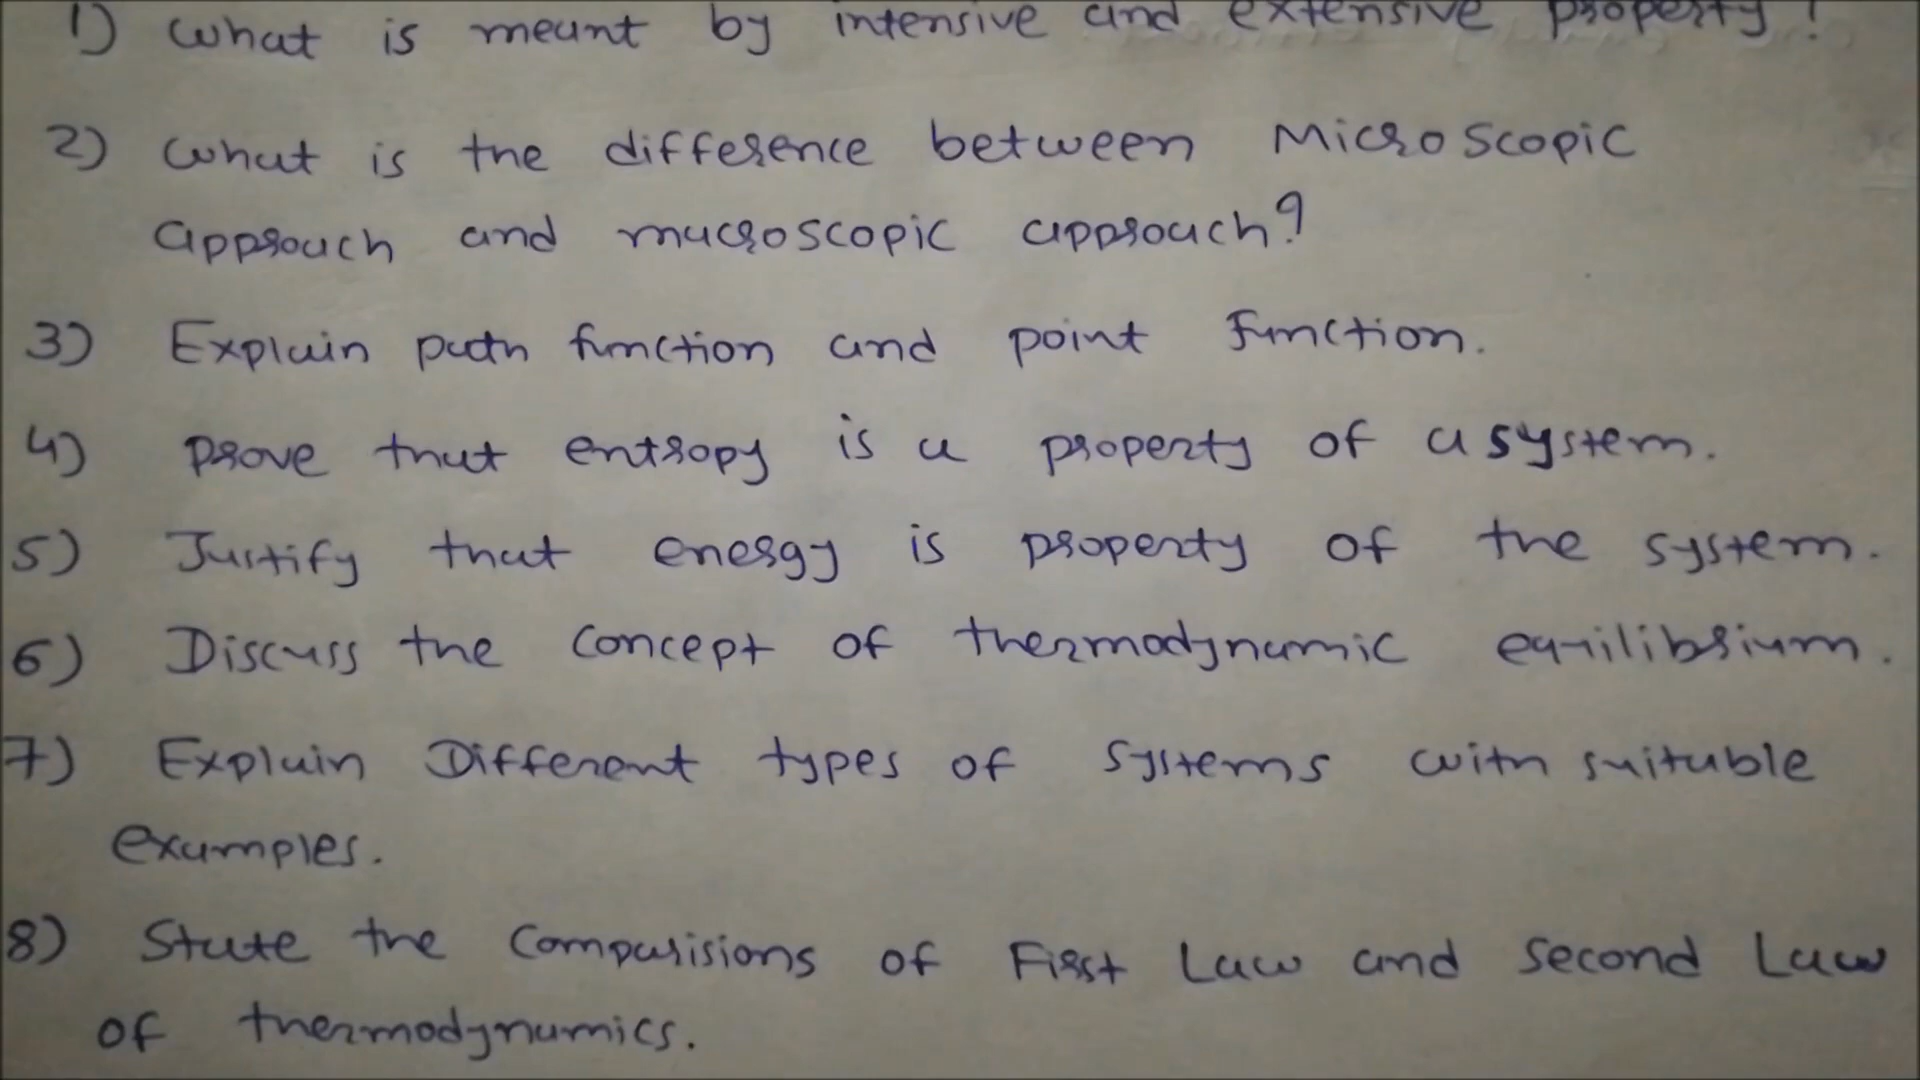 1) What is meant by intensive and extensive property?
2) What is the difference between Microscopic
approach and macroscopic approach?
3) Explain path function and point Function.
4) Prove that entropy is a property of a system.
5) Justify that energy is property of the system.
6) Discuss the concept of thermodynamic equilibrium.
7) Explain Different types of systems with suitable
examples.
8) State the Comparisions of First Law and Second Law
of thermodynamics.